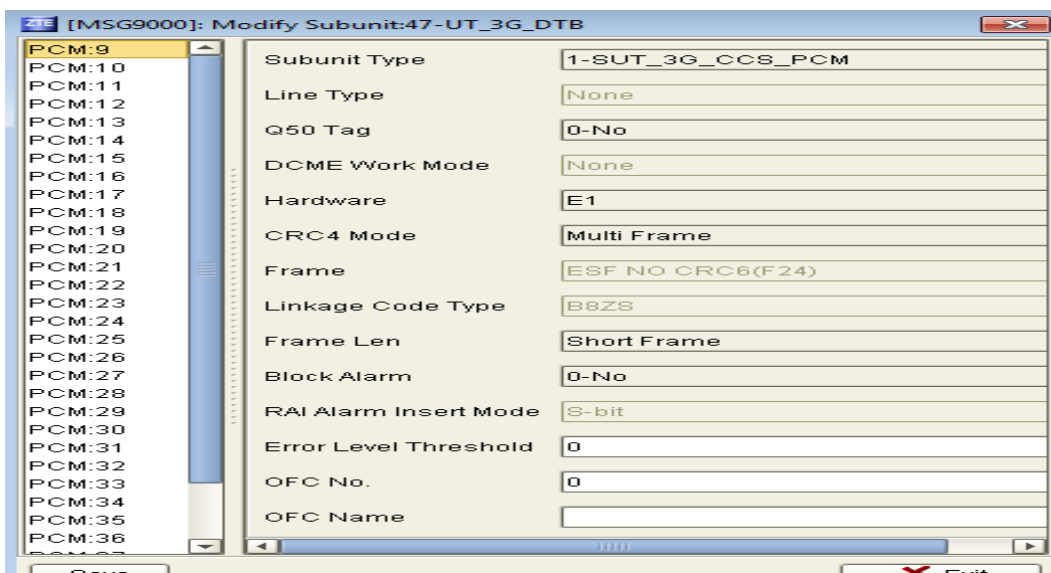 ZTE [MSG9000]: Modify Subunit:47-UT_3G_DTB
PCM:9
PCM:10
PCM:11
PCM:12
PCM:13
PCM:14
PCM:15
PCM:16
PCM:17
PCM:18
PCM:19
PCM:20
PCM:21
PCM:22
PCM:23
PCM:24
PCM:25
PCM:26
PCM:27
PCM:28
PCM:29
PCM:30
PCM:31
PCM:32
PCM:33
PCM:34
PCM:35
PCM:36
Subunit Type 1-SUT_3G_CCS_PCM
Line Type None
Q50 Tag 0-No
DCME Work Mode None
Hardware E1
CRC4 Mode Multi Frame
Frame ESF NO CRC6(F24)
Linkage Code Type B8ZS
Frame Len Short Frame
Block Alarm 0-No
RAI Alarm Insert Mode S-bit
Error Level Threshold 0
OFC No. 0
OFC Name
Exit